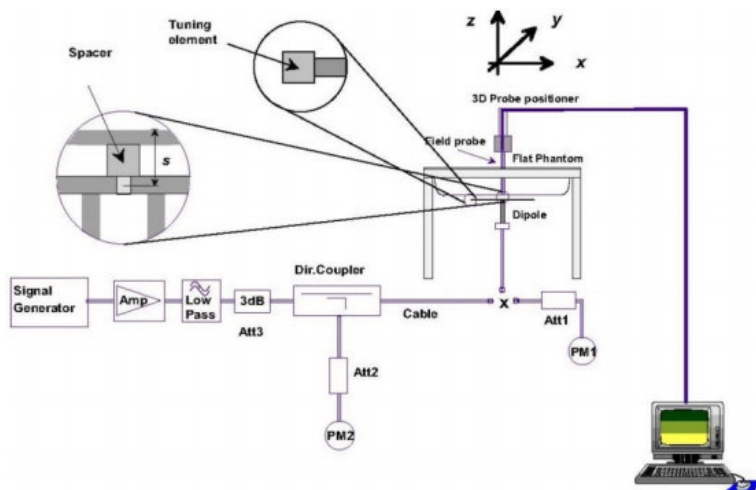 Tuning
element
Spacer
z
y
x
3D Probe positioner
Field probe
Flat Phantom
s
Dipole
Dir.Coupler
Signal
Generator
Amp
Low
Pass
3dB
Att3
Cable
x
Att1
PM1
Att2
PM2